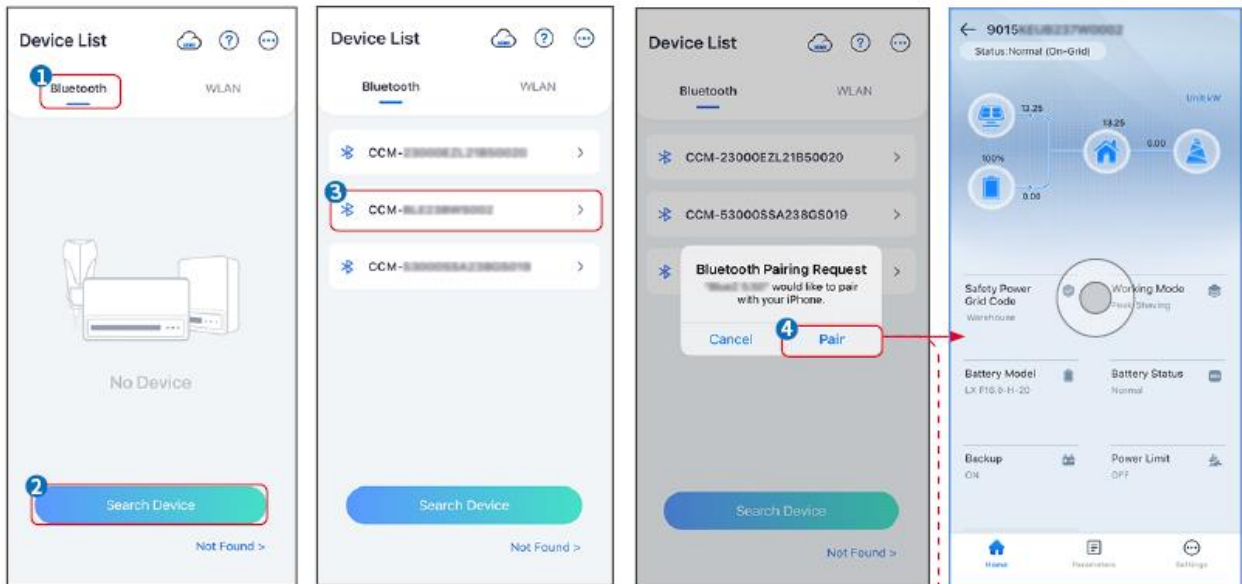 Device List
1
Bluetooth
WLAN
No Device
2
Search Device
Not Found >
Device List
Bluetooth
WLAN
CCM-
3
CCM-
CCM-
Search Device
Not Found >
Device List
Bluetooth
WLAN
CCM-23000EZL21B50020
CCM-53000SSA238GS019
Bluetooth Pairing Request
would like to pair
with your iPhone.
Cancel
4
Pair
Search Device
Not Found >
9015
Status:Normal (On-Grid)
Unit:kW
13.25
13.25
0.00
100%
0.00
Safety Power
Grid Code
Warehouse
Working Mode
Peak Shaving
Battery Model
LX F16.0-H-20
Battery Status
Normal
Backup
ON
Power Limit
OFF
Home
Parameters
Settings